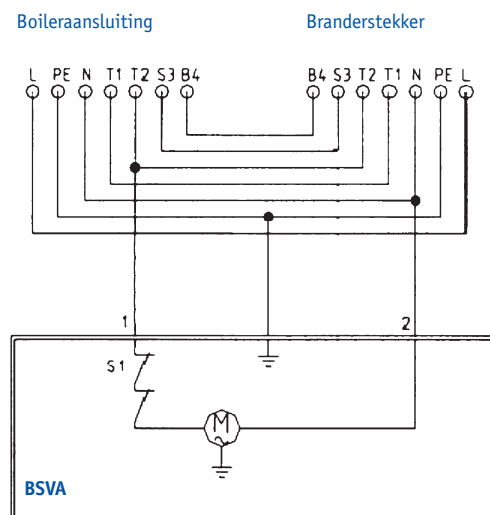 Boileraansluiting Branderstekker
L PE N T1 T2 S3 B4 B4 S3 T2 T1 N PE L
1 2
S1
M
BSVA